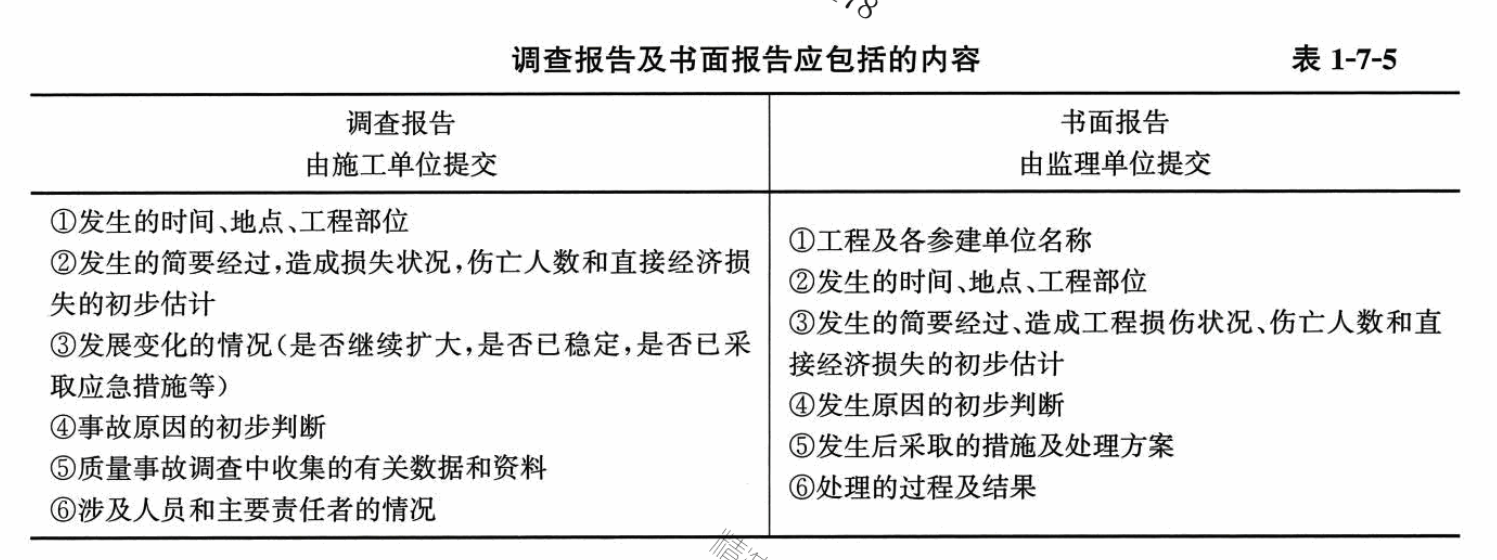 调查报告及书面报告应包括的内容 表 1-7-5
调查报告
由施工单位提交
书面报告
由监理单位提交
①发生的时间、地点、工程部位
②发生的简要经过,造成损失状况,伤亡人数和直接经济损
失的初步估计
③发展变化的情况(是否继续扩大,是否已稳定,是否已采
取应急措施等)
④事故原因的初步判断
⑤质量事故调查中收集的有关数据和资料
⑥涉及人员和主要责任者的情况
①工程及各参建单位名称
②发生的时间、地点、工程部位
③发生的简要经过、造成工程损伤状况、伤亡人数和直
接经济损失的初步估计
④发生原因的初步判断
⑤发生后采取的措施及处理方案
⑥处理的过程及结果